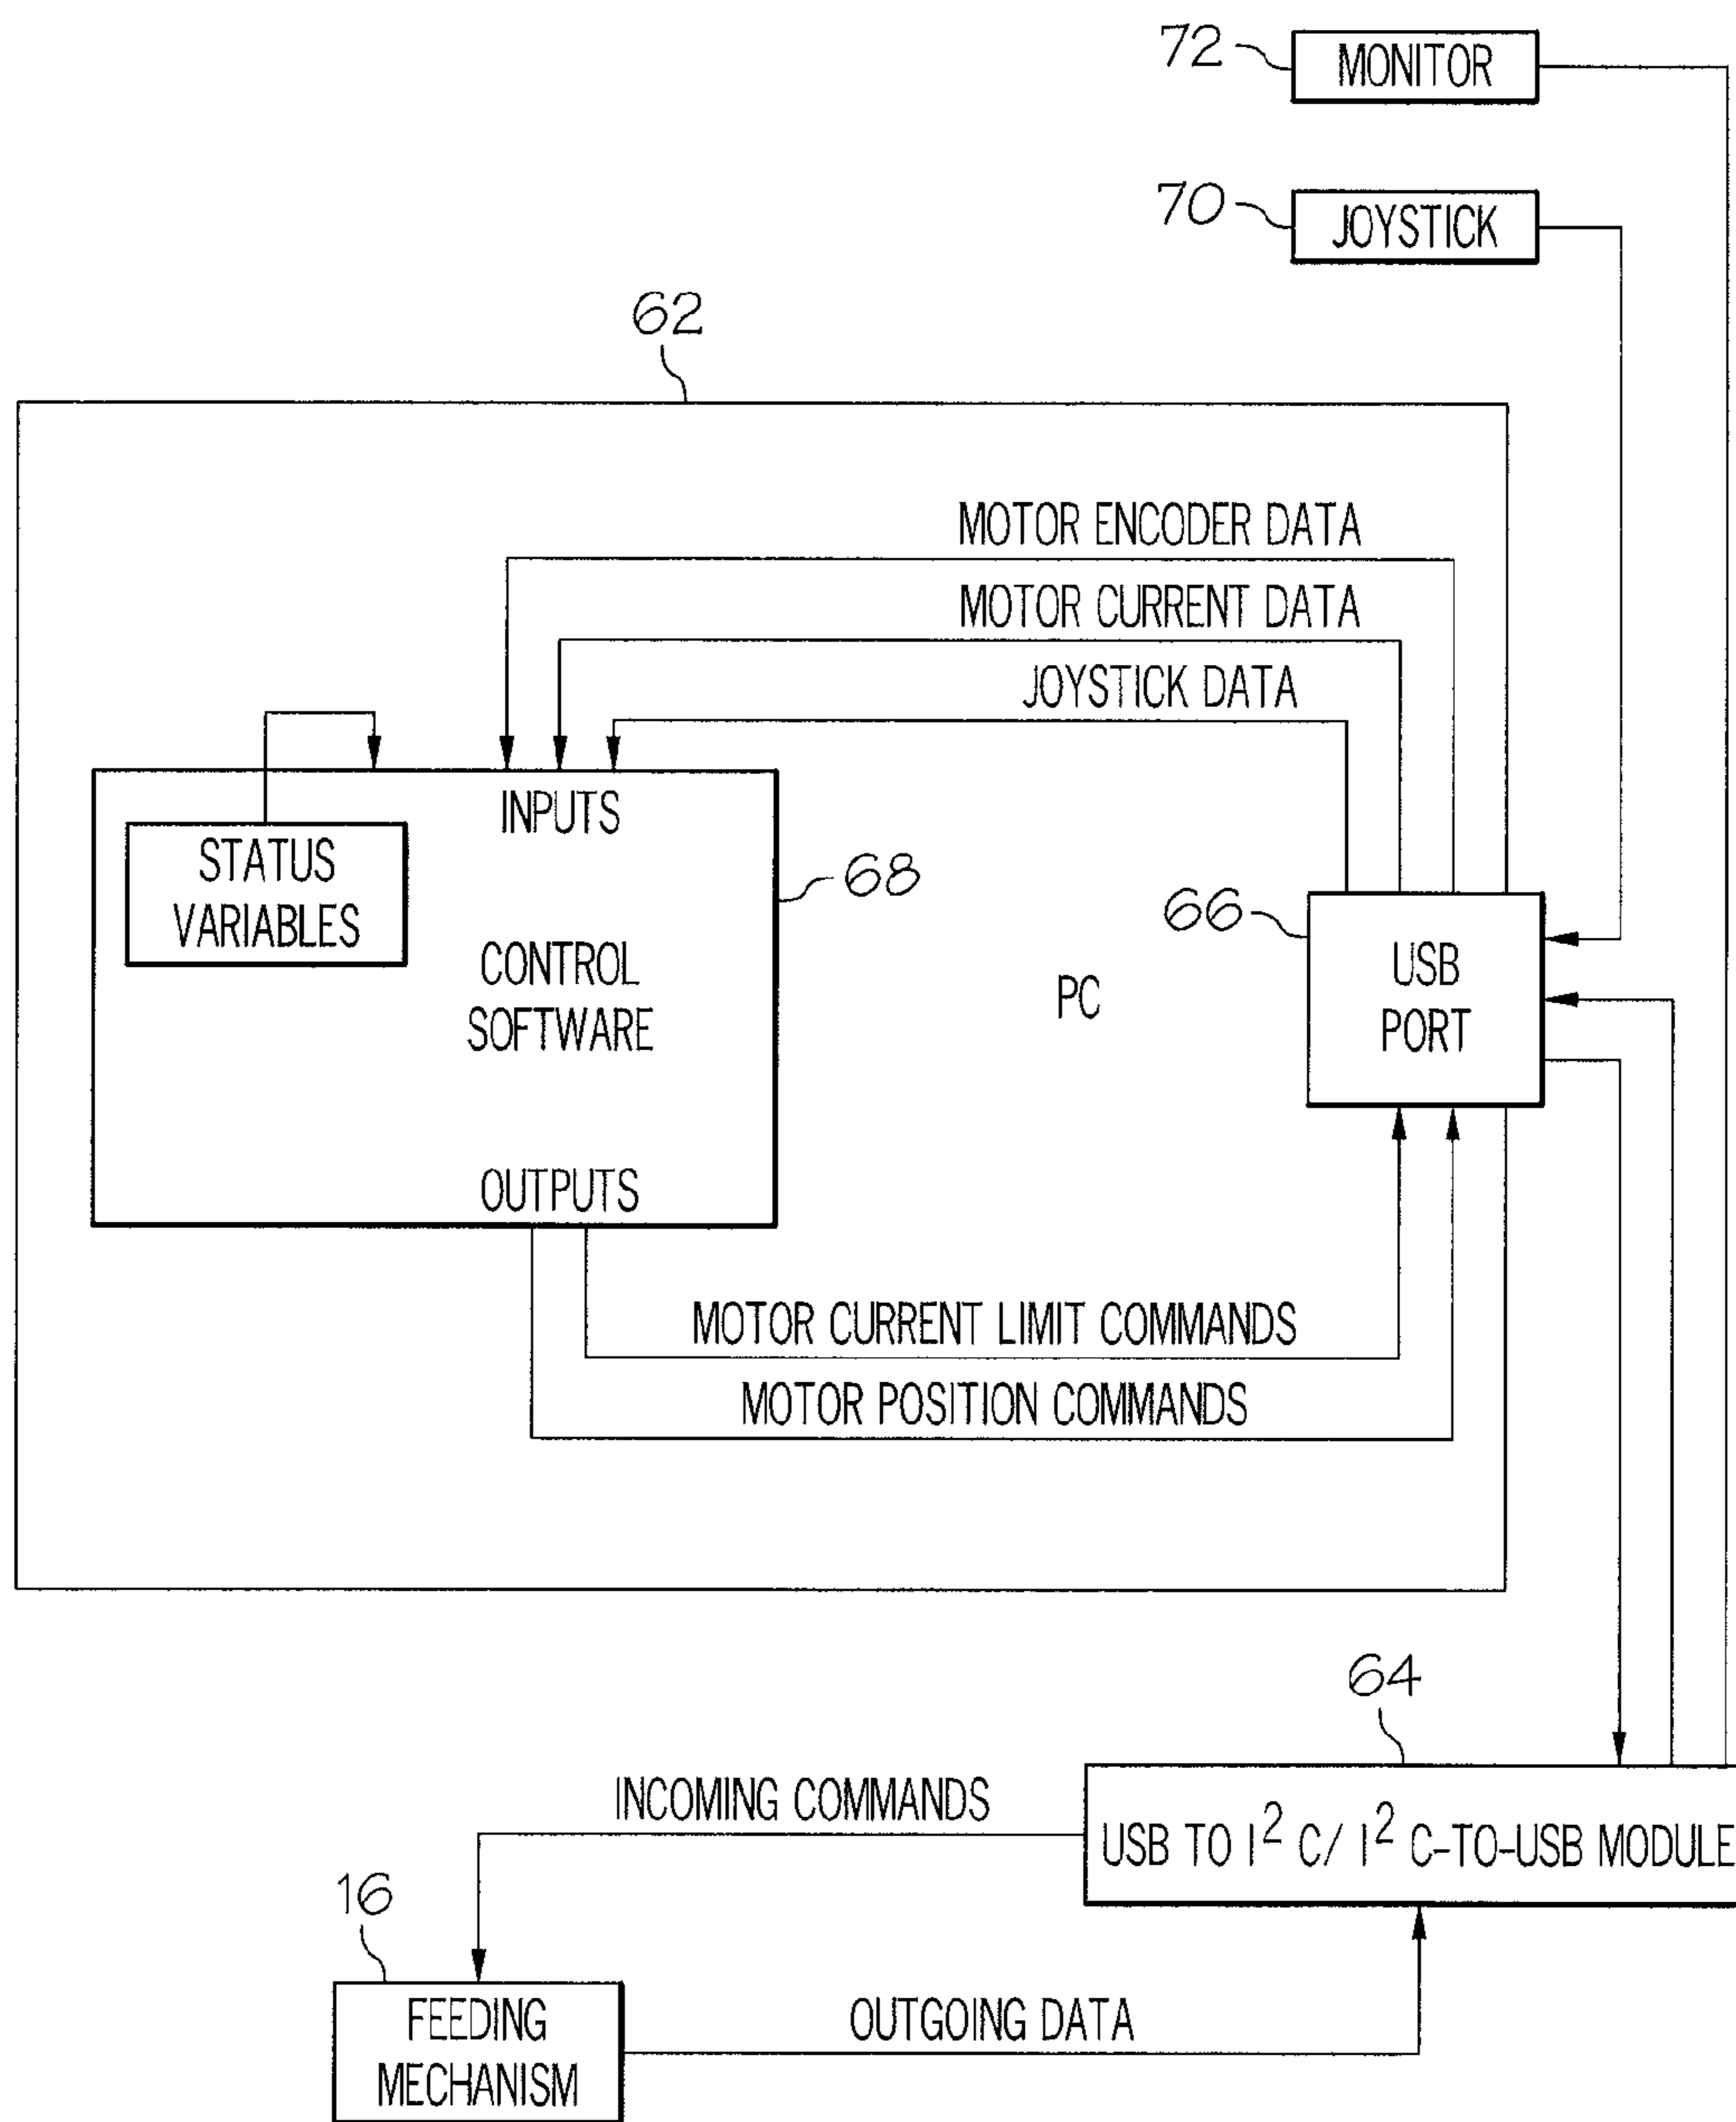 72
MONITOR
70
JOYSTICK
62
MOTOR ENCODER DATA
MOTOR CURRENT DATA
JOYSTICK DATA
INPUTS
STATUS
VARIABLES
68
CONTROL
SOFTWARE
PC
66
USB
PORT
OUTPUTS
MOTOR CURRENT LIMIT COMMANDS
MOTOR POSITION COMMANDS
64
INCOMING COMMANDS
USB TO I² C/ I² C-TO-USB MODULE
16
FEEDING
MECHANISM
OUTGOING DATA